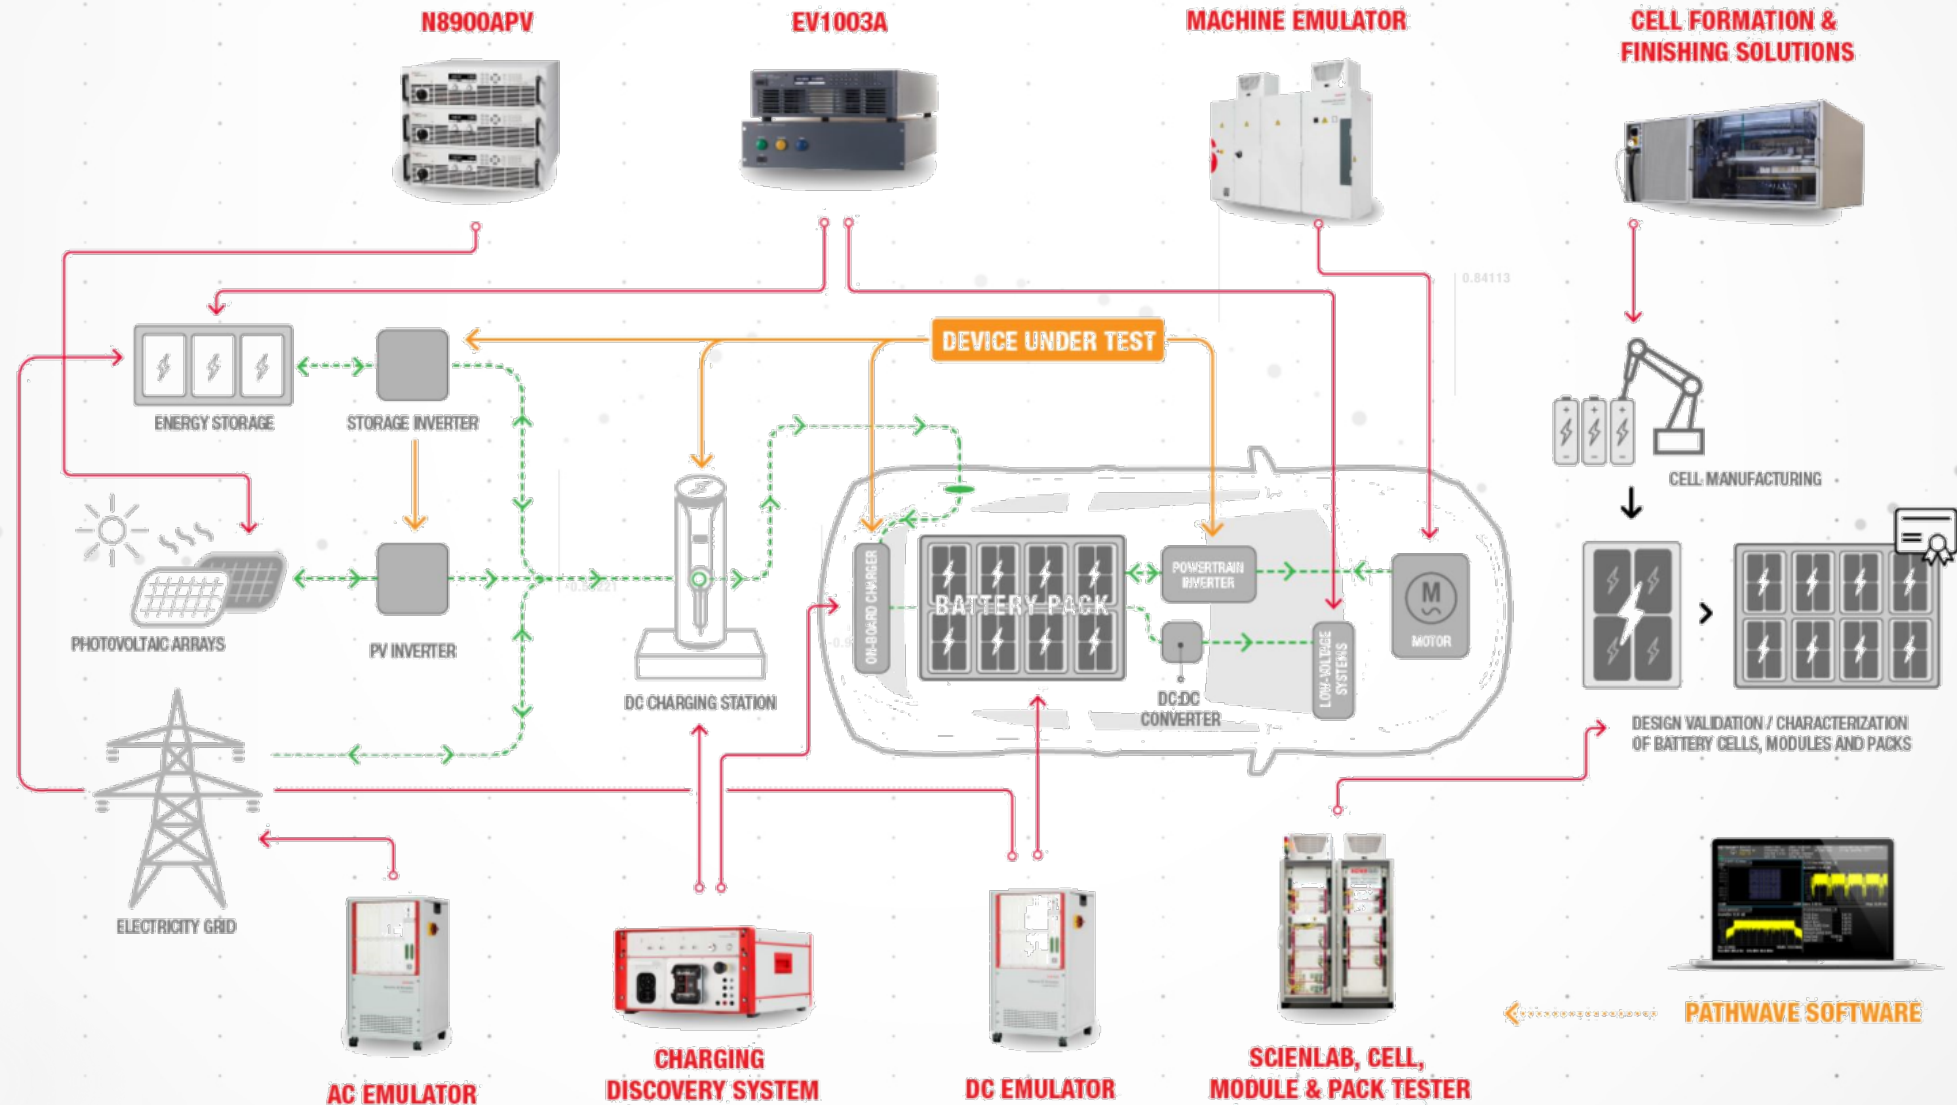 N8900APV
EV1003A
MACHINE EMULATOR
CELL FORMATION &
FINISHING SOLUTIONS
0.84113
DEVICE UNDER TEST
ENERGY STORAGE
STORAGE INVERTER
CELL MANUFACTURING
PHOTOVOLTAIC ARRAYS
PV INVERTER
DC CHARGING STATION
ON-BOARD CHARGER
BATTERY PACK
POWERTRAIN
INVERTER
DC:DC
CONVERTER
LOW-VOLTAGE
SYSTEMS
M
MOTOR
DESIGN VALIDATION / CHARACTERIZATION
OF BATTERY CELLS, MODULES AND PACKS
ELECTRICITY GRID
AC EMULATOR
CHARGING
DISCOVERY SYSTEM
DC EMULATOR
SCIENLAB, CELL,
MODULE & PACK TESTER
PATHWAVE SOFTWARE